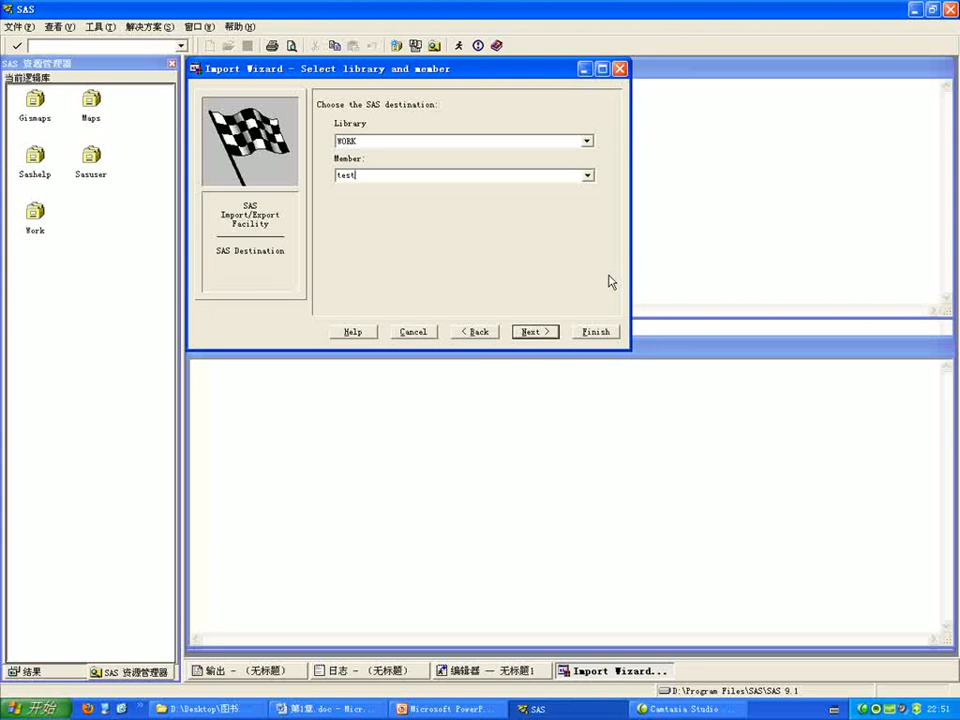 SAS
文件(F) 查看(V) 工具(T) 解决方案(S) 窗口(W) 帮助(H)
SAS 资源管理器
当前逻辑库
Gismaps Maps
Sashelp Sasuser
Work
Import Wizard - Select library and member
Choose the SAS destination:
Library
WORK
Member:
test
SAS
Import/Export
Facility
SAS Destination
Help Cancel < Back Next > Finish
结果 SAS 资源管理器 输出 - (无标题) 日志 - (无标题) 编辑器 - 无标题1 Import Wizard...
D:\Program Files\SAS\SAS 9.1
开始 D:\Desktop\图书 第1章.doc - Micr... Microsoft PowerP... SAS Camtasia Studio 22:51